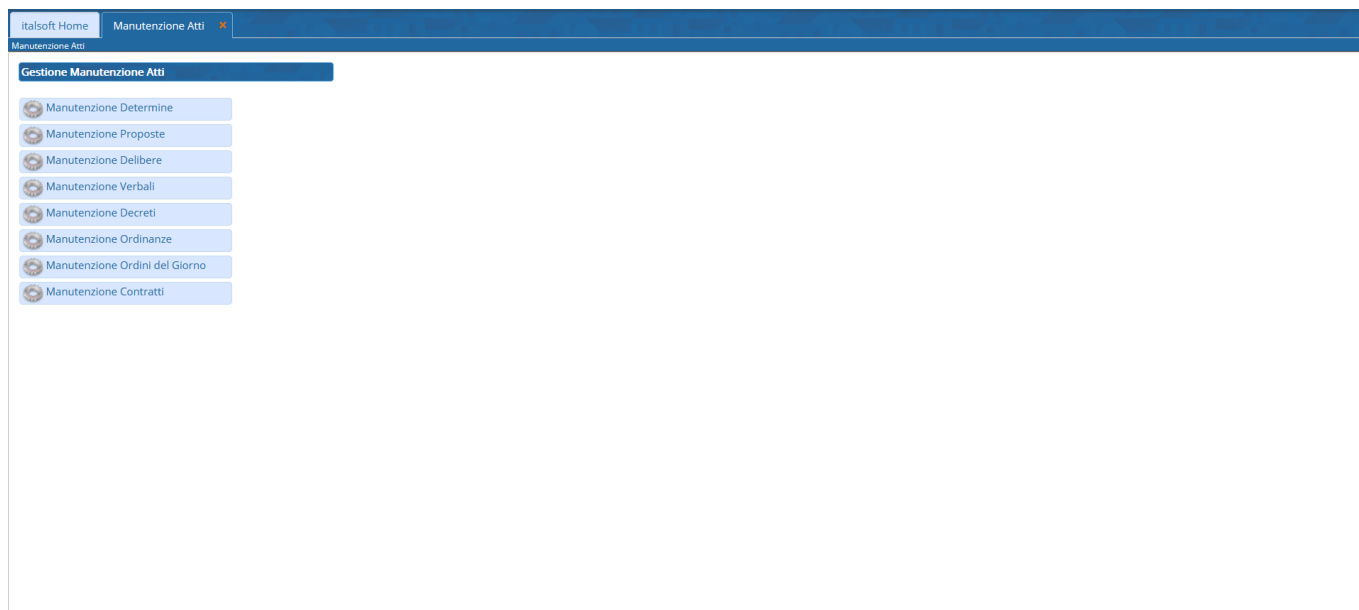 italsoft Home
Manutenzione Atti
Manutenzione Atti
Gestione Manutenzione Atti
Manutenzione Determine
Manutenzione Proposte
Manutenzione Delibere
Manutenzione Verbali
Manutenzione Decreti
Manutenzione Ordinanze
Manutenzione Ordini del Giorno
Manutenzione Contratti